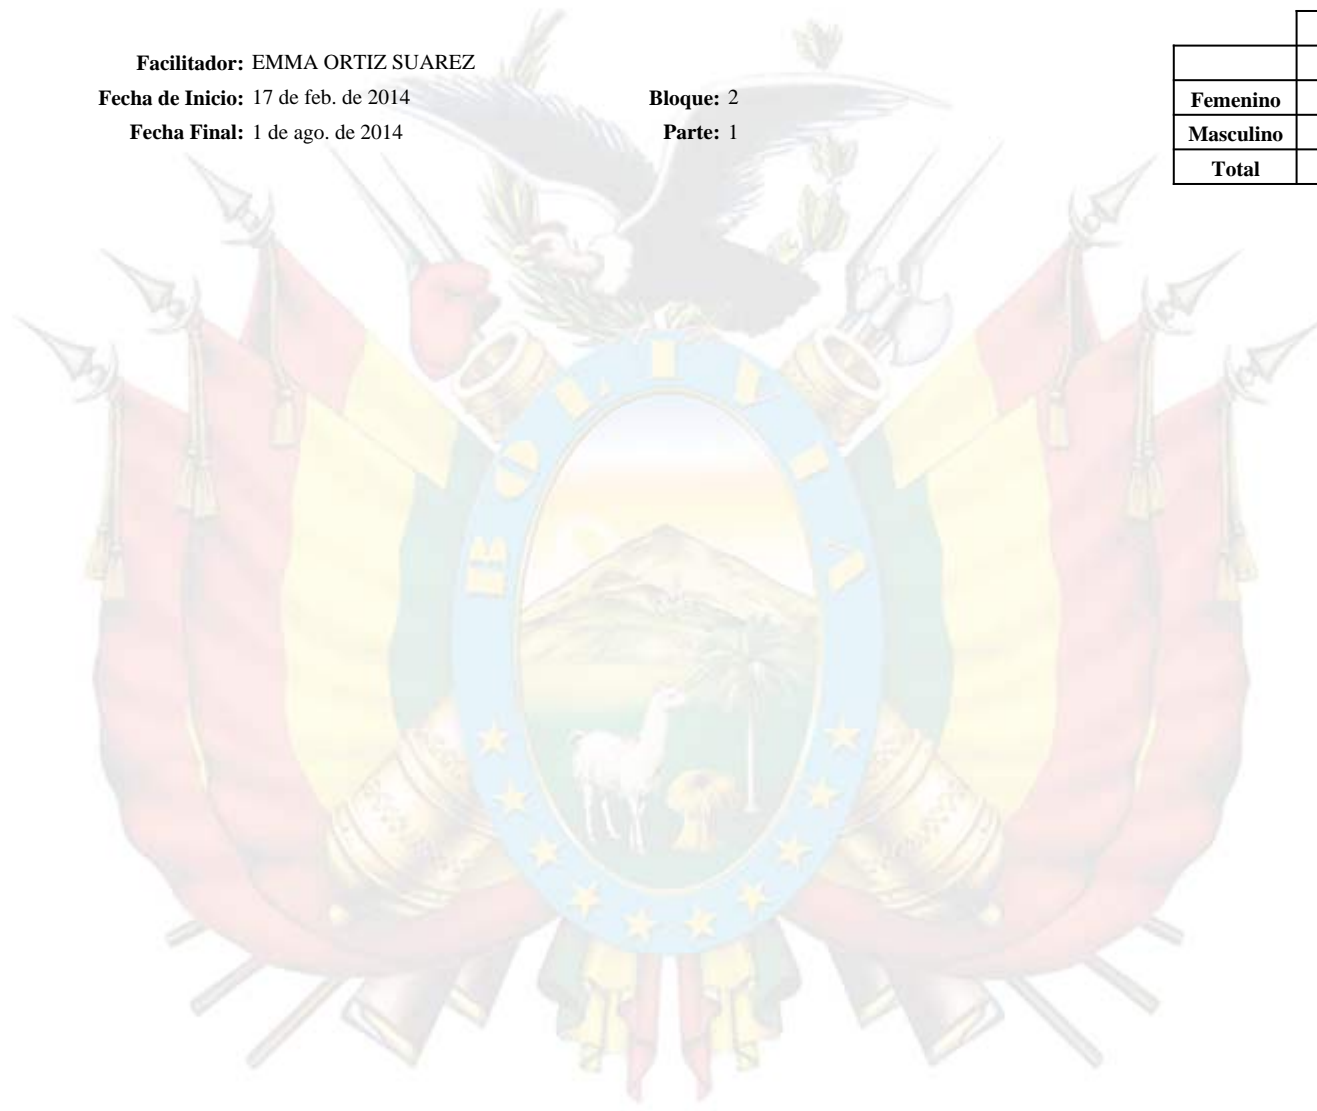 Facilitador: EMMA ORTIZ SUAREZ
Fecha de Inicio: 17 de feb. de 2014 Bloque: 2
Fecha Final: 1 de ago. de 2014 Parte: 1
Femenino
Masculino
Total
BOLIVIA